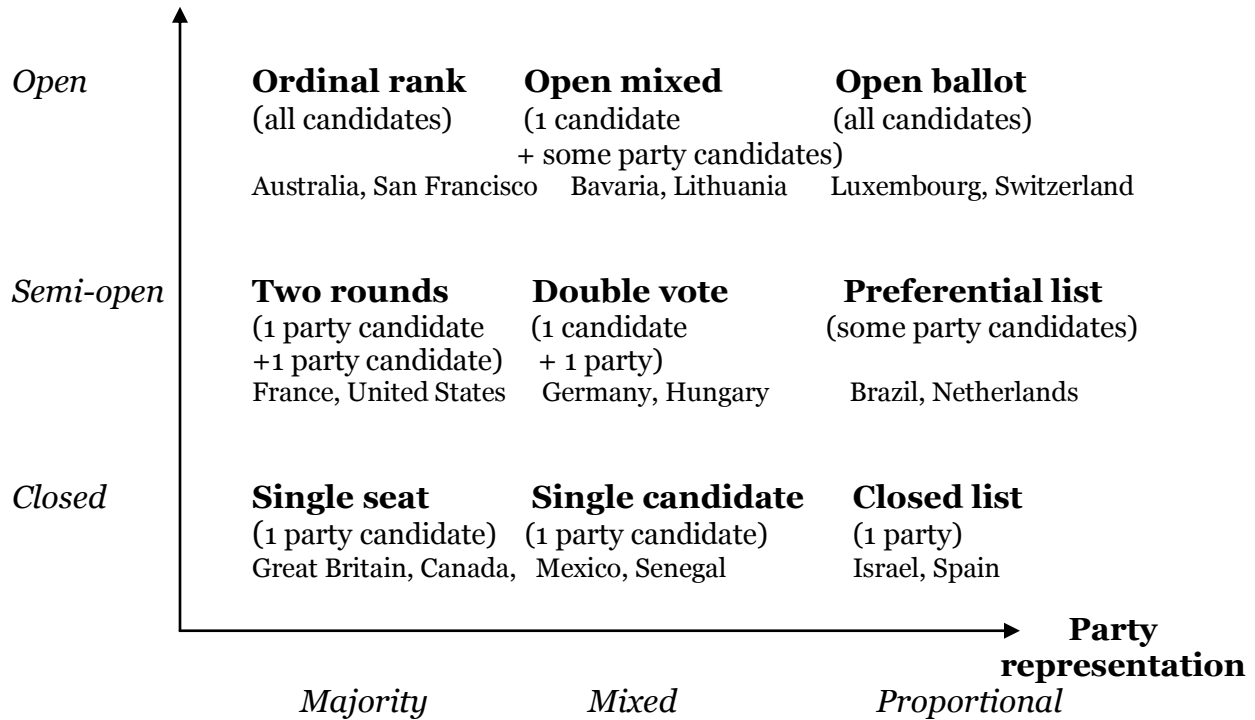 Open Ordinal rank Open mixed Open ballot
(all candidates) (1 candidate (all candidates)
+ some party candidates)
Australia, San Francisco Bavaria, Lithuania Luxembourg, Switzerland
Semi-open Two rounds Double vote Preferential list
(1 party candidate (1 candidate (some party candidates)
+1 party candidate) + 1 party)
France, United States Germany, Hungary Brazil, Netherlands
Closed Single seat Single candidate Closed list
(1 party candidate) (1 party candidate) (1 party)
Great Britain, Canada, Mexico, Senegal Israel, Spain
Party
representation
Majority Mixed Proportional